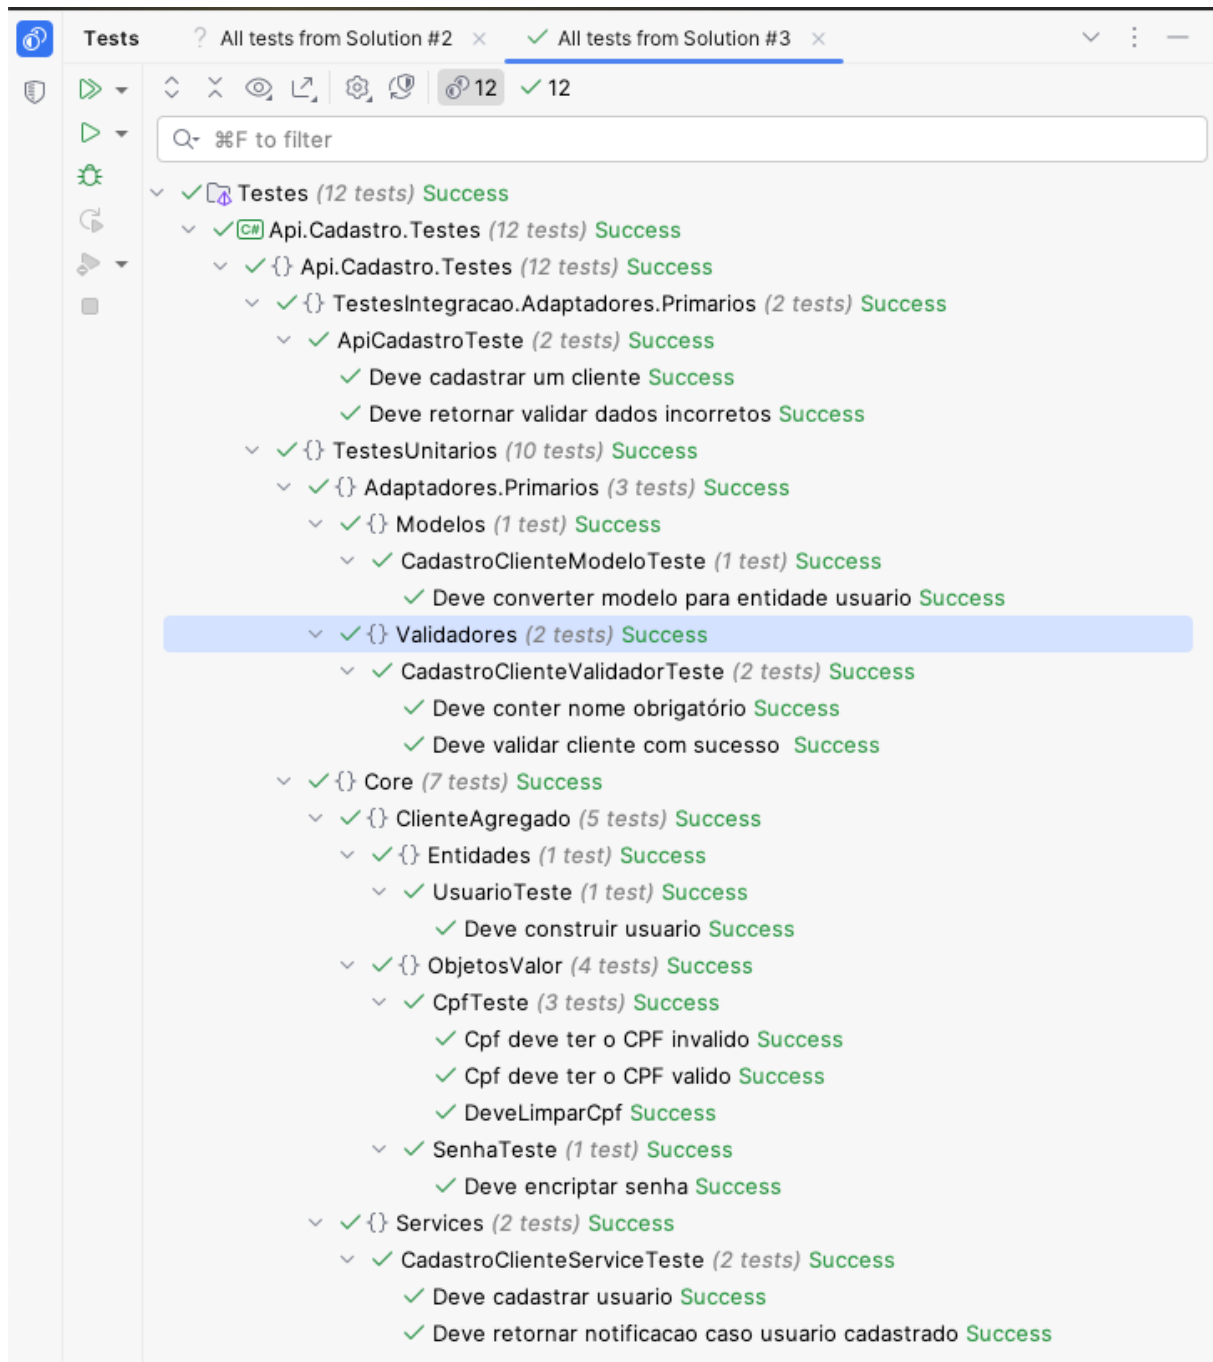 Tests ? All tests from Solution #2 × ✓ All tests from Solution #3 ×
12 ✓ 12
⌘F to filter
Testes (12 tests) Success
C# Api.Cadastro.Testes (12 tests) Success
{} Api.Cadastro.Testes (12 tests) Success
{} TestesIntegracao.Adaptadores.Primarios (2 tests) Success
ApiCadastroTeste (2 tests) Success
Deve cadastrar um cliente Success
Deve retornar validar dados incorretos Success
{} TestesUnitarios (10 tests) Success
{} Adaptadores.Primarios (3 tests) Success
{} Modelos (1 test) Success
CadastroClienteModeloTeste (1 test) Success
Deve converter modelo para entidade usuario Success
{} Validadores (2 tests) Success
CadastroClienteValidadorTeste (2 tests) Success
Deve conter nome obrigatório Success
Deve validar cliente com sucesso Success
{} Core (7 tests) Success
{} ClienteAgregado (5 tests) Success
{} Entidades (1 test) Success
UsuarioTeste (1 test) Success
Deve construir usuario Success
{} ObjetosValor (4 tests) Success
CpfTeste (3 tests) Success
Cpf deve ter o CPF invalido Success
Cpf deve ter o CPF valido Success
DeveLimparCpf Success
SenhaTeste (1 test) Success
Deve encriptar senha Success
{} Services (2 tests) Success
CadastroClienteServiceTeste (2 tests) Success
Deve cadastrar usuario Success
Deve retornar notificacao caso usuario cadastrado Success